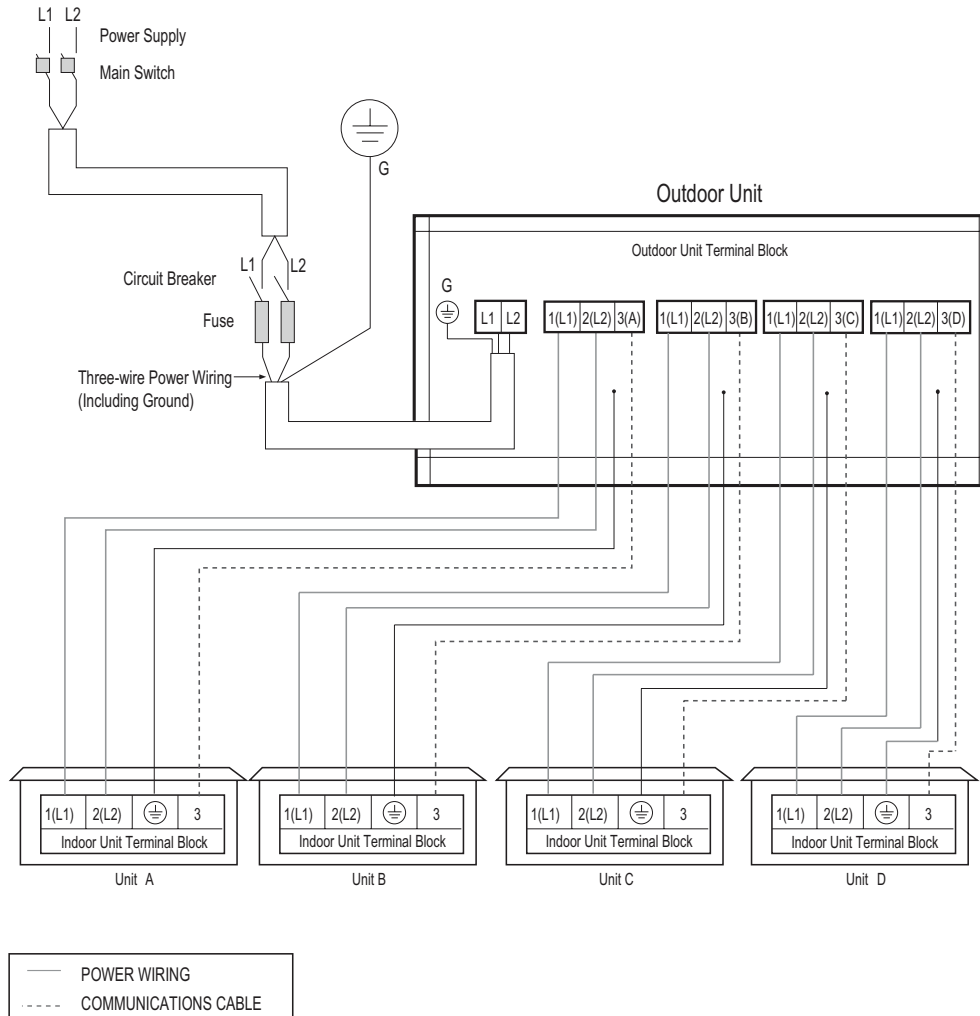 L1 L2
Power Supply
Main Switch
G
Outdoor Unit
Outdoor Unit Terminal Block
Circuit Breaker
L1 L2
Fuse
G
L1 L2
1(L1) 2(L2) 3(A)
1(L1) 2(L2) 3(B)
1(L1) 2(L2) 3(C)
1(L1) 2(L2) 3(D)
Three-wire Power Wiring
(Including Ground)
1(L1) 2(L2) 3
Indoor Unit Terminal Block
Unit A
1(L1) 2(L2) 3
Indoor Unit Terminal Block
Unit B
1(L1) 2(L2) 3
Indoor Unit Terminal Block
Unit C
1(L1) 2(L2) 3
Indoor Unit Terminal Block
Unit D
POWER WIRING
COMMUNICATIONS CABLE